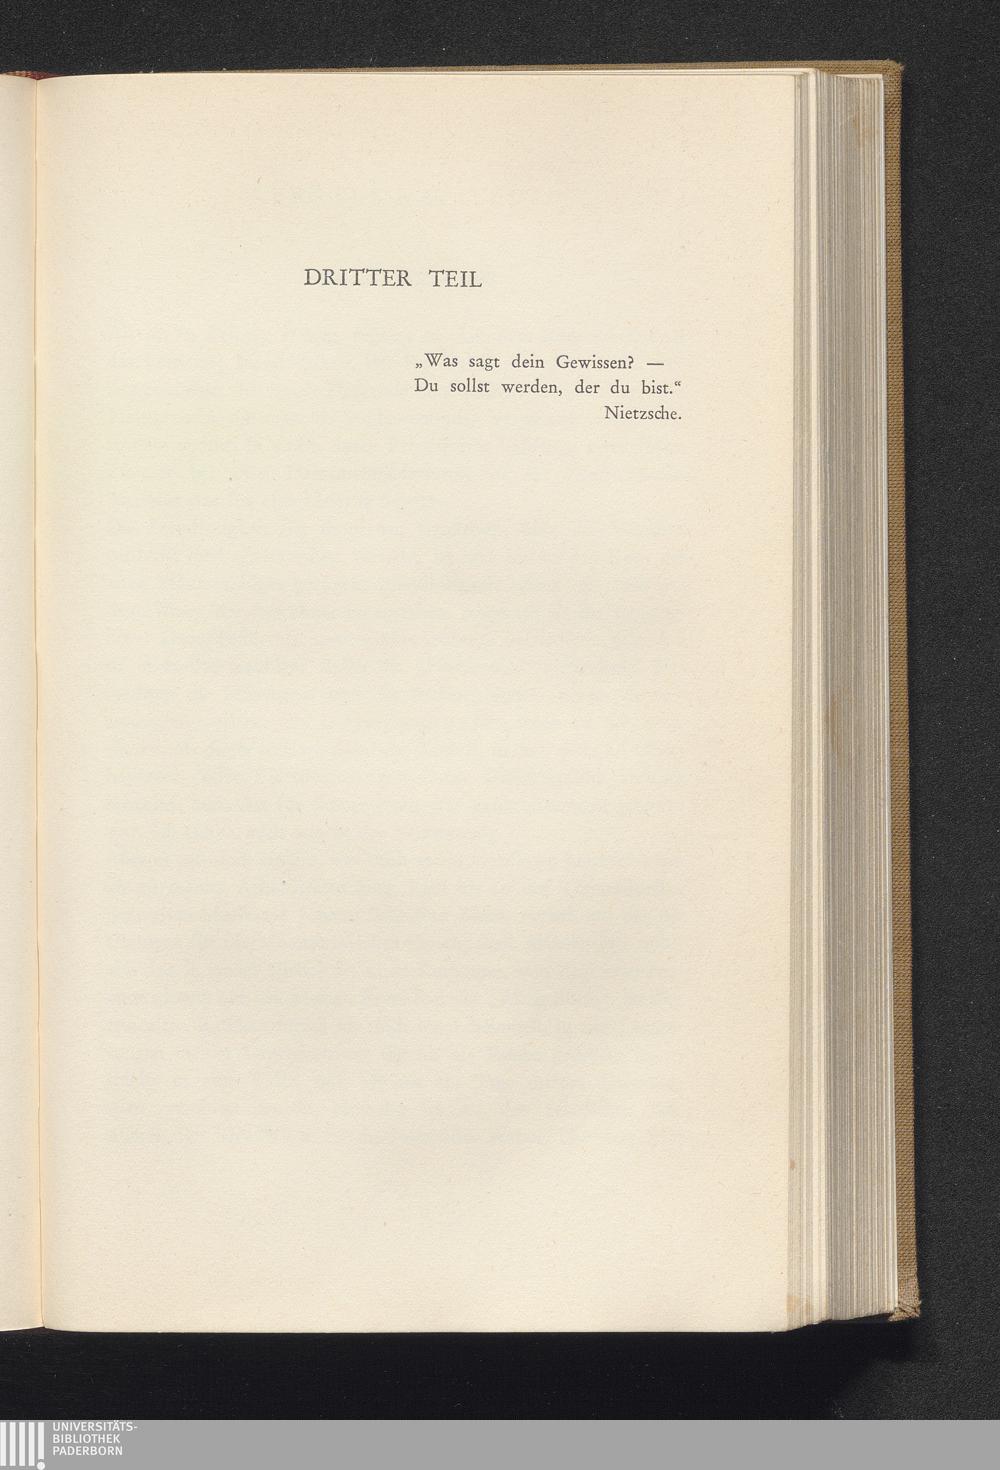 DRITTER TEIL
„Was sagt dein Gewissen? —
Du sollst werden, der du bist.“
Nietzsche.
UNIVERSITÄTS-
BIBLIOTHEK
PADERBORN